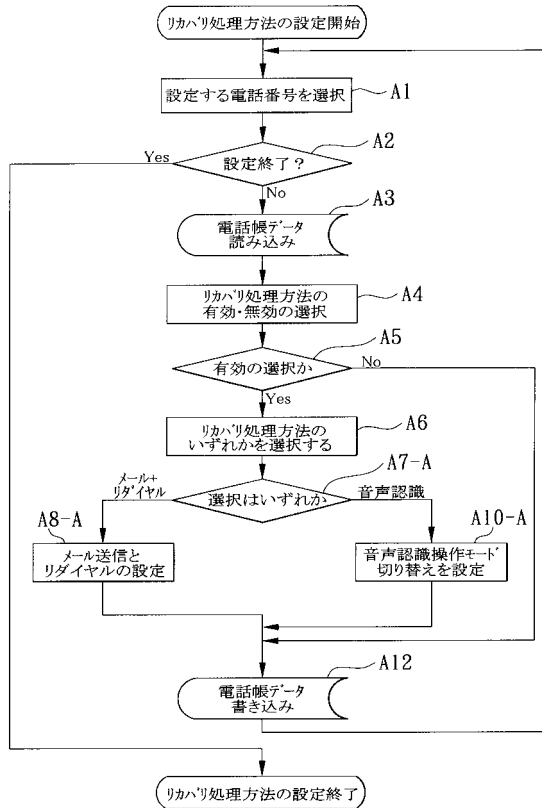 リカバリ処理方法の設定開始
設定する電話番号を選択
A1
A2
Yes
設定終了？
No
A3
電話帳データ
読み込み
A4
リカバリ処理方法の
有効・無効の選択
A5
有効の選択か
No
Yes
A6
リカバリ処理方法の
いずれかを選択する
A7-A
メール+
リダイヤル
選択はいずれか
音声認識
A8-A
メール送信と
リダイヤルの設定
A10-A
音声認識操作モード
切り替えを設定
A12
電話帳データ
書き込み
リカバリ処理方法の設定終了